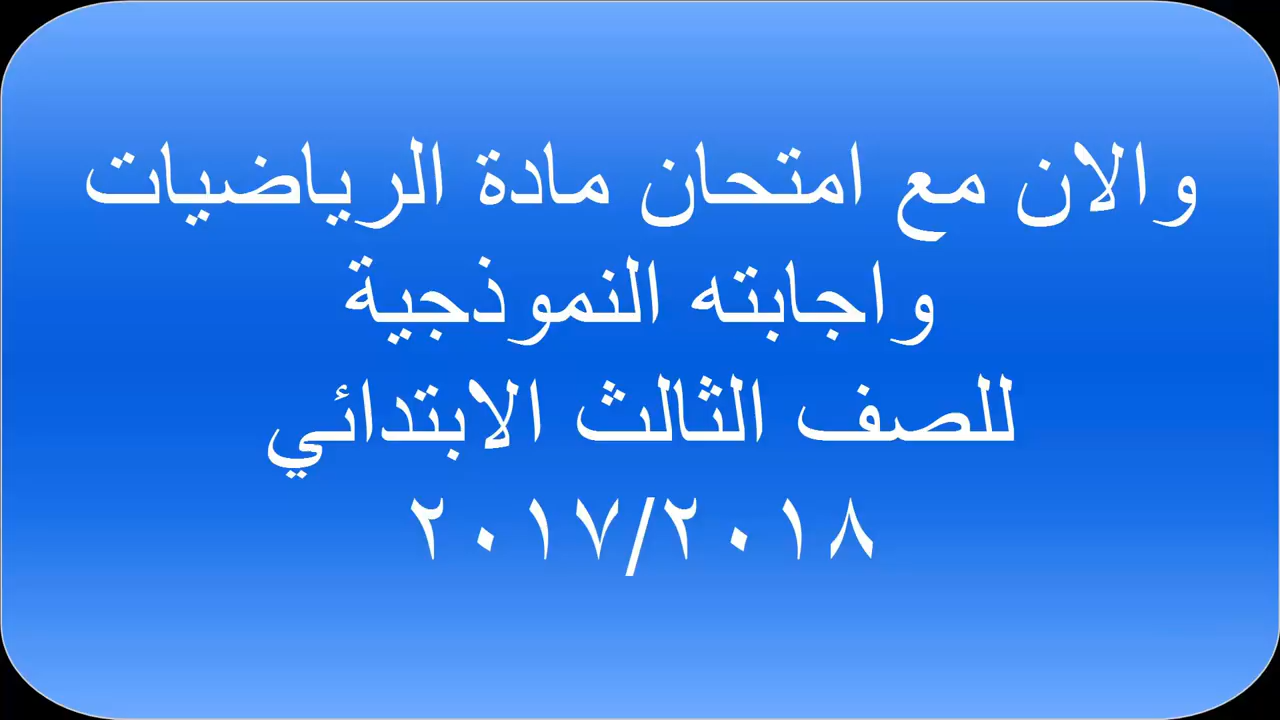 والان مع امتحان مادة الرياضيات
واجابته النموذجية
للصف الثالث الابتدائي
٢٠١٧/٢٠١٨